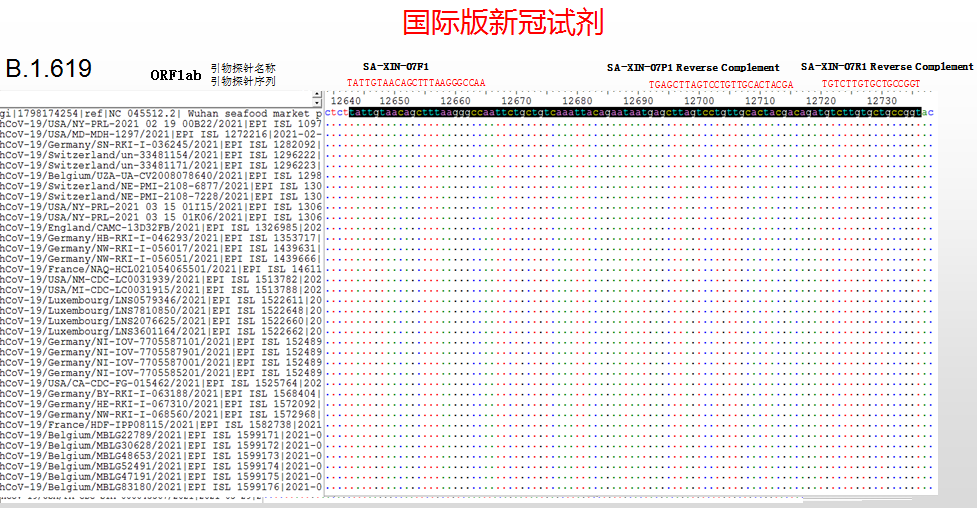 国际版新冠试剂
B.1.619
ORF1ab
引物探针名称
引物探针序列
SA-XIN-07F1
TATTGTAACAGCTTTAAGGGCCAA
SA-XIN-07P1 Reverse Complement
TGAGCTTAGTCCTGTTGCACTACGA
SA-XIN-07R1 Reverse Complement
TGTCTTGTGCTGCCGGT
12640 12650 12660 12670 12680 12690 12700 12710 12720 12730
gi|1798174254|ref|NC 045512.2| Wuhan seafood market p ctcttattgtaacagctttaagggccaattctgctgtcaaattacagaataatgagcttagtcctgttgcactacgacagatgtcttgtgctgccggtac
hCoV-19/USA/NY-PRL-2021 02 19 00B22/2021|EPI ISL 1097
hCoV-19/USA/MD-MDH-1297/2021|EPI ISL 1272216|2021-02-
hCoV-19/Germany/SN-RKI-I-036245/2021|EPI ISL 1282092|
hCoV-19/Switzerland/un-33481154/2021|EPI ISL 1296222|
hCoV-19/Switzerland/un-33481171/2021|EPI ISL 1296223|
hCoV-19/Belgium/UZA-UA-CV2008078640/2021|EPI ISL 1298
hCoV-19/Switzerland/NE-PMI-2108-6877/2021|EPI ISL 130
hCoV-19/Switzerland/NE-PMI-2108-7228/2021|EPI ISL 130
hCoV-19/USA/NY-PRL-2021 03 15 01I15/2021|EPI ISL 1306
hCoV-19/USA/NY-PRL-2021 03 15 01K06/2021|EPI ISL 1306
hCoV-19/England/CAMC-13D32FB/2021|EPI ISL 1326985|202
hCoV-19/Germany/HB-RKI-I-046293/2021|EPI ISL 1353717|
hCoV-19/Germany/NW-RKI-I-056017/2021|EPI ISL 1439631|
hCoV-19/Germany/NW-RKI-I-056051/2021|EPI ISL 1439666|
hCoV-19/France/NAQ-HCL021054065501/2021|EPI ISL 14611
hCoV-19/USA/NM-CDC-LC0031939/2021|EPI ISL 1513782|202
hCoV-19/USA/MI-CDC-LC0031915/2021|EPI ISL 1513788|202
hCoV-19/Luxembourg/LNS0579346/2021|EPI ISL 1522611|20
hCoV-19/Luxembourg/LNS7810850/2021|EPI ISL 1522648|20
hCoV-19/Luxembourg/LNS2076625/2021|EPI ISL 1522660|20
hCoV-19/Luxembourg/LNS3601164/2021|EPI ISL 1522662|20
hCoV-19/Germany/NI-IOV-7705587101/2021|EPI ISL 152489
hCoV-19/Germany/NI-IOV-7705587901/2021|EPI ISL 152489
hCoV-19/Germany/NI-IOV-7705587001/2021|EPI ISL 152489
hCoV-19/Germany/NI-IOV-7705585201/2021|EPI ISL 152489
hCoV-19/USA/CA-CDC-FG-015462/2021|EPI ISL 1525764|202
hCoV-19/Germany/BY-RKI-I-063188/2021|EPI ISL 1568404|
hCoV-19/Germany/HE-RKI-I-067310/2021|EPI ISL 1572092|
hCoV-19/Germany/NW-RKI-I-068560/2021|EPI ISL 1572968|
hCoV-19/France/HDF-IPP08115/2021|EPI ISL 1582738|2021
hCoV-19/Belgium/MBLG22789/2021|EPI ISL 1599171|2021-0
hCoV-19/Belgium/MBLG30628/2021|EPI ISL 1599172|2021-0
hCoV-19/Belgium/MBLG48653/2021|EPI ISL 1599173|2021-0
hCoV-19/Belgium/MBLG52491/2021|EPI ISL 1599174|2021-0
hCoV-19/Belgium/MBLG47191/2021|EPI ISL 1599175|2021-0
hCoV-19/Belgium/MBLG83180/2021|EPI ISL 1599176|2021-0